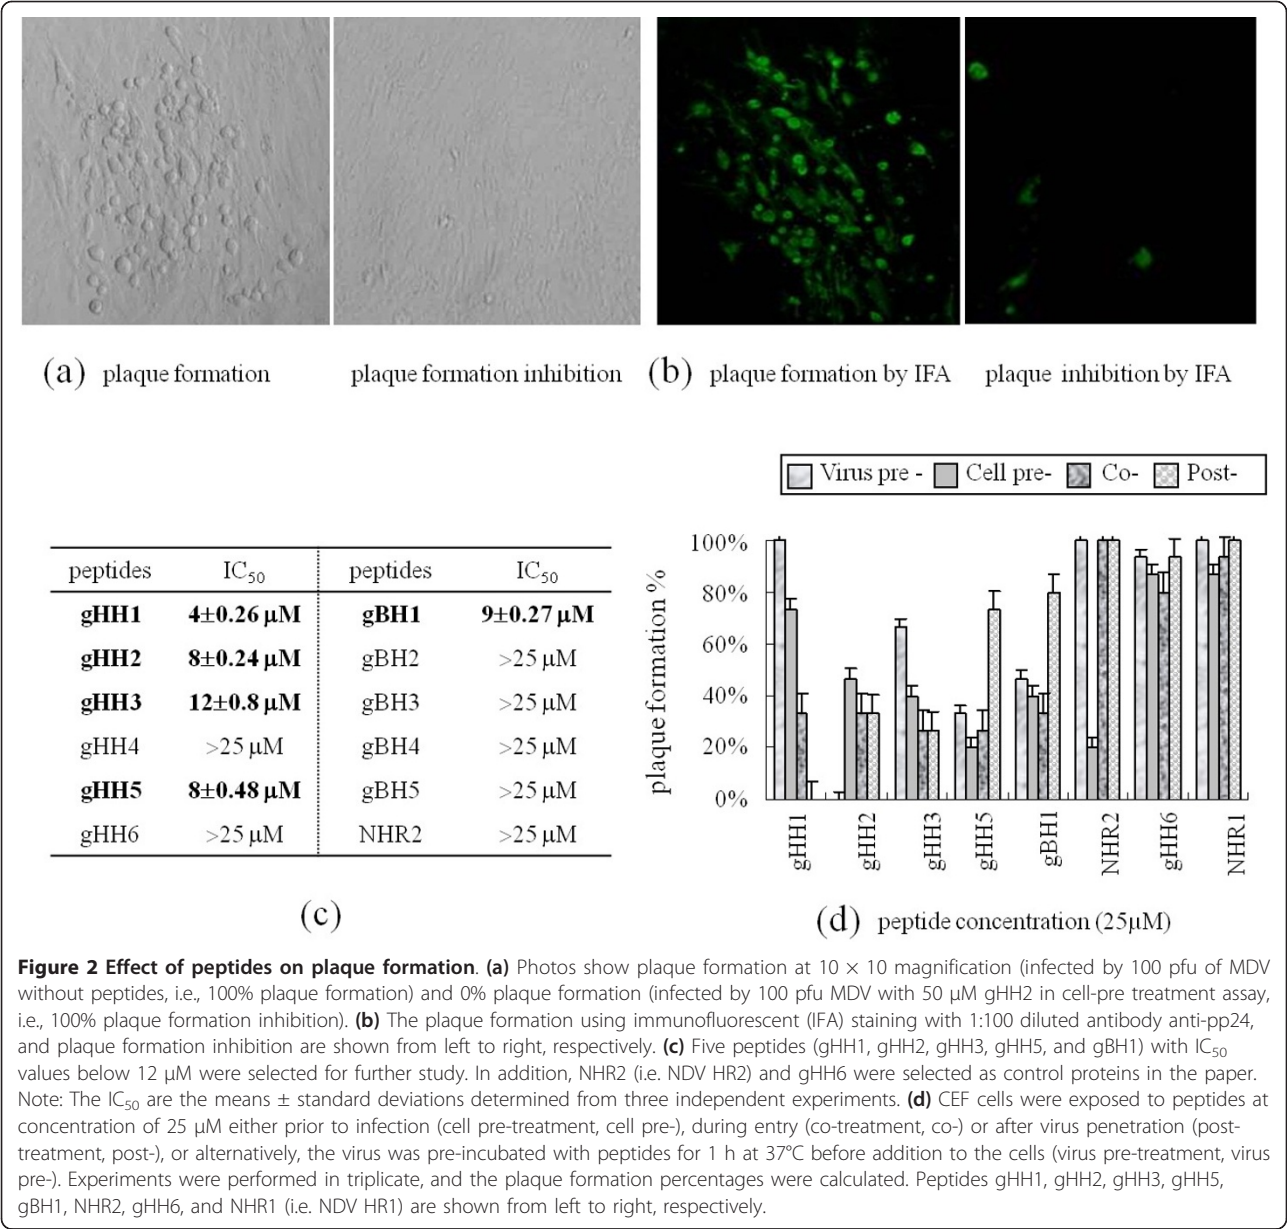 (a) plaque formation plaque formation inhibition (b) plaque formation by IFA plaque inhibition by IFA
Virus pre - Cell pre- Co- Post-
peptides IC50 peptides IC50
gHH1 4±0.26 µM gBH1 9±0.27 µM
gHH2 8±0.24 µM gBH2 >25 µM
gHH3 12±0.8 µM gBH3 >25 µM
gHH4 >25 µM gBH4 >25 µM
gHH5 8±0.48 µM gBH5 >25 µM
gHH6 >25 µM NHR2 >25 µM
(c)
plaque formation %
100%
80%
60%
40%
20%
0%
gHH1 gHH2 gHH3 gHH5 gBH1 NHR2 gHH6 NHR1
(d) peptide concentration (25µM)
Figure 2 Effect of peptides on plaque formation. (a) Photos show plaque formation at 10 × 10 magnification (infected by 100 pfu of MDV
without peptides, i.e., 100% plaque formation) and 0% plaque formation (infected by 100 pfu MDV with 50 µM gHH2 in cell-pre treatment assay,
i.e., 100% plaque formation inhibition). (b) The plaque formation using immunofluorescent (IFA) staining with 1:100 diluted antibody anti-pp24,
and plaque formation inhibition are shown from left to right, respectively. (c) Five peptides (gHH1, gHH2, gHH3, gHH5, and gBH1) with IC50
values below 12 µM were selected for further study. In addition, NHR2 (i.e. NDV HR2) and gHH6 were selected as control proteins in the paper.
Note: The IC50 are the means ± standard deviations determined from three independent experiments. (d) CEF cells were exposed to peptides at
concentration of 25 µM either prior to infection (cell pre-treatment, cell pre-), during entry (co-treatment, co-) or after virus penetration (post-
treatment, post-), or alternatively, the virus was pre-incubated with peptides for 1 h at 37°C before addition to the cells (virus pre-treatment, virus
pre-). Experiments were performed in triplicate, and the plaque formation percentages were calculated. Peptides gHH1, gHH2, gHH3, gHH5,
gBH1, NHR2, gHH6, and NHR1 (i.e. NDV HR1) are shown from left to right, respectively.